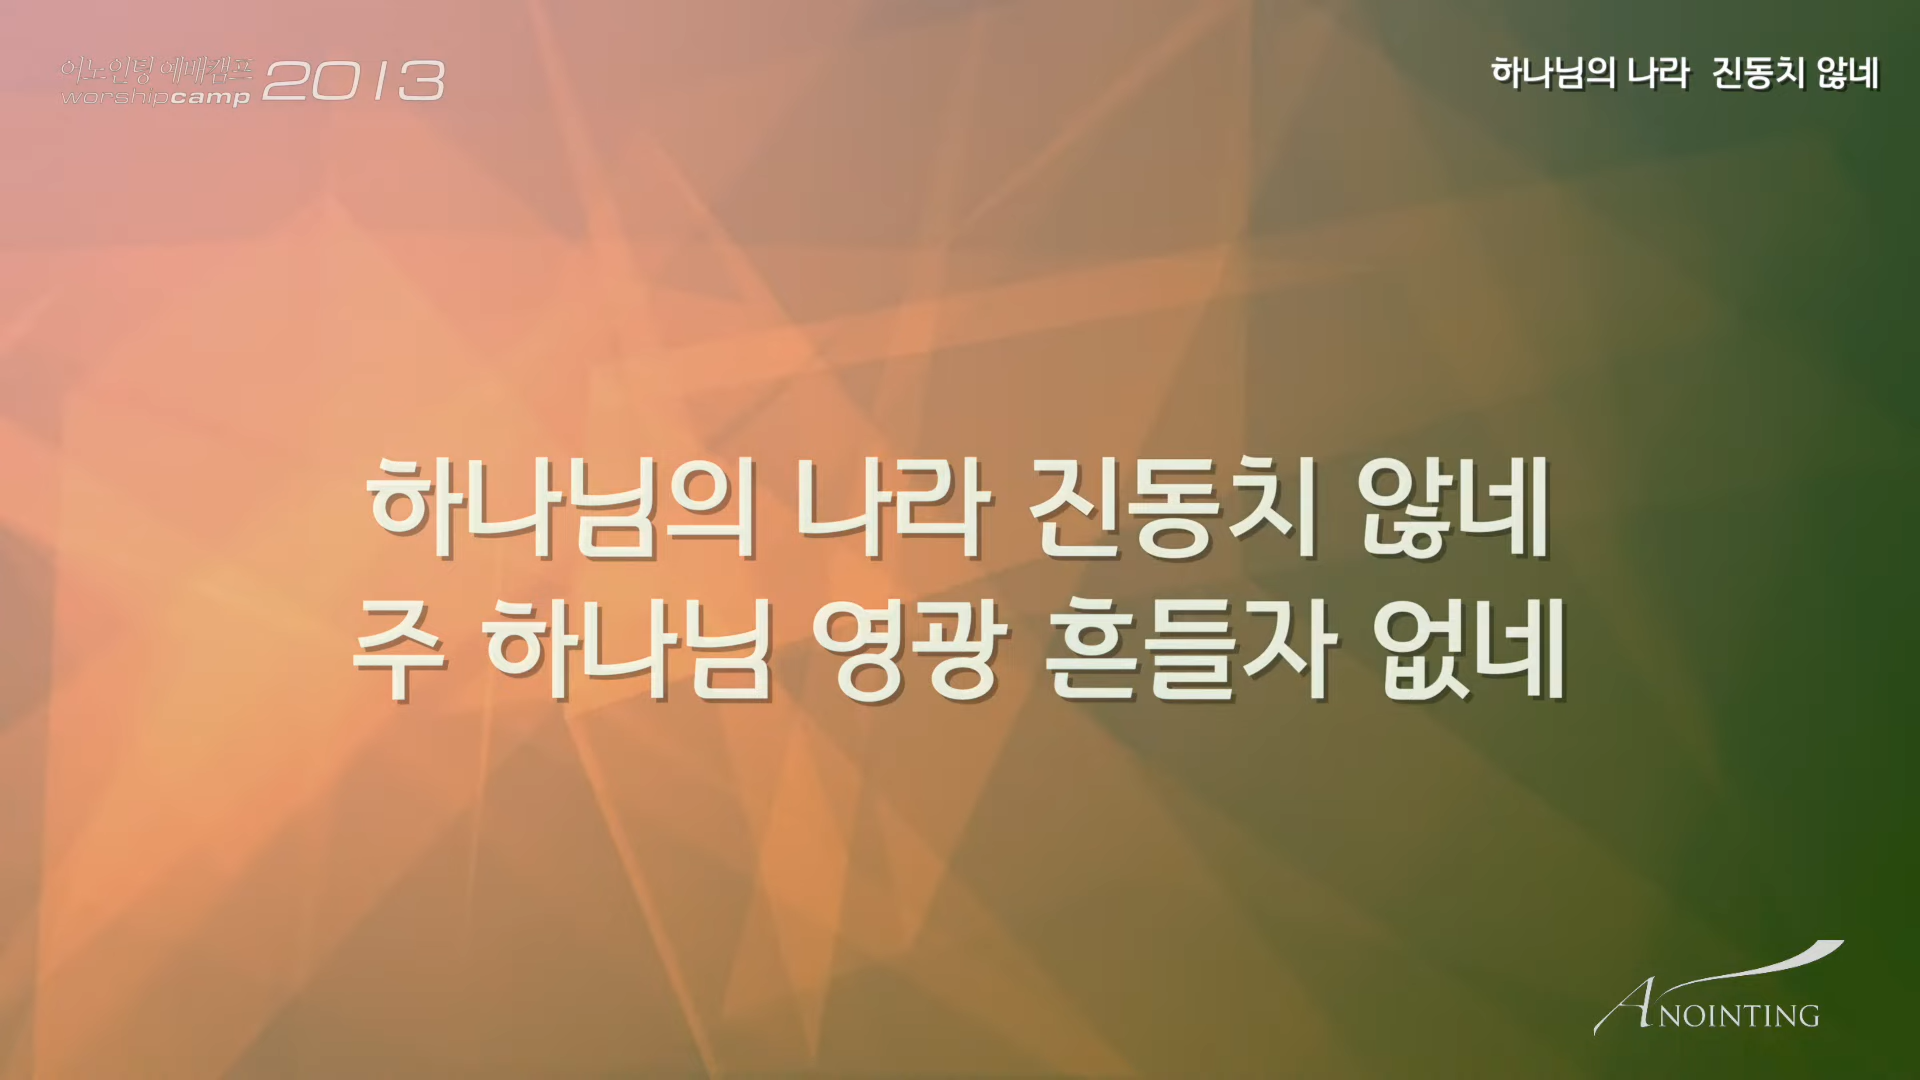 어노인팅 예배캠프
worshipcamp 2013
하나님의 나라 진동치 않네
하나님의 나라 진동치 않네
주 하나님 영광 흔들자 없네
ANOINTING